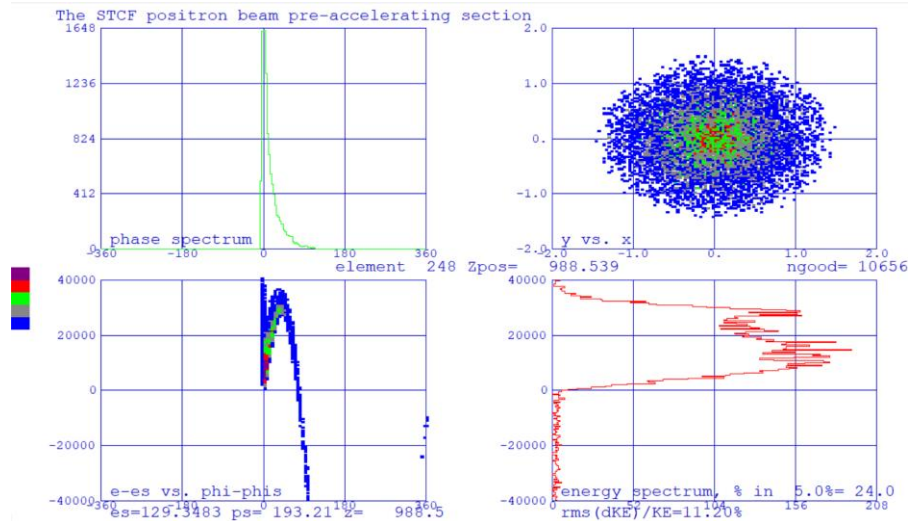 The STCF positron beam pre-accelerating section
1648
1236
824
412
0
-360 -180 0 180 360
phase spectrum
2.0
1.0
0.
-1.0
-2.0
-2.0 -1.0 0.0 1.0 2.0
y vs. x
element 248 Zpos= 988.539 ngood= 10656
40000
20000
0
-20000
-40000
-360 -180 0 180 360
e-es vs. phi-phis
es=129.3483 ps= 193.21 z= 988.5
40000
20000
0
-20000
-40000
0 52 104 156 208
energy spectrum, % in 5.0%= 24.0
rms(dKE)/KE=11.20%